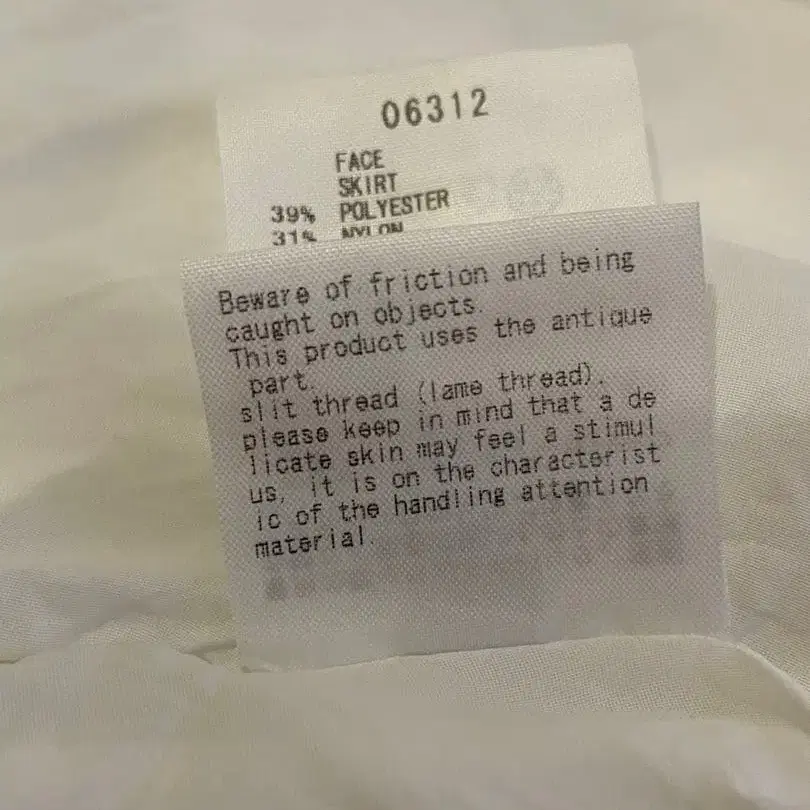 06312
FACE
SKIRT
39% POLYESTER
31% NYLON
Beware of friction and being
caught on objects.
This product uses the antique
part.
slit thread (lame thread).
please keep in mind that a de
licate skin may feel a stimul
us, it is on the characterist
ic of the handling attention
material.